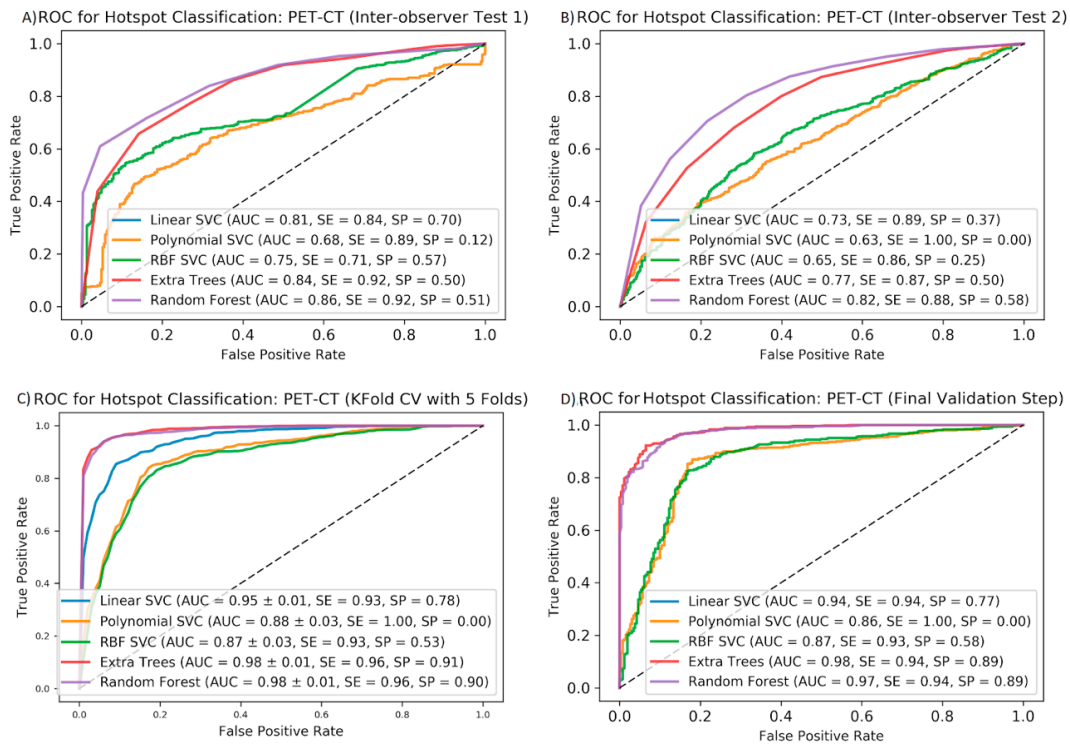 A) ROC for Hotspot Classification: PET-CT (Inter-observer Test 1)
True Positive Rate
1.0
0.8
0.6
0.4
0.2
0.0
Linear SVC (AUC = 0.81, SE = 0.84, SP = 0.70)
Polynomial SVC (AUC = 0.68, SE = 0.89, SP = 0.12)
RBF SVC (AUC = 0.75, SE = 0.71, SP = 0.57)
Extra Trees (AUC = 0.84, SE = 0.92, SP = 0.50)
Random Forest (AUC = 0.86, SE = 0.92, SP = 0.51)
0.0 0.2 0.4 0.6 0.8 1.0
False Positive Rate
B) ROC for Hotspot Classification: PET-CT (Inter-observer Test 2)
True Positive Rate
1.0
0.8
0.6
0.4
0.2
0.0
Linear SVC (AUC = 0.73, SE = 0.89, SP = 0.37)
Polynomial SVC (AUC = 0.63, SE = 1.00, SP = 0.00)
RBF SVC (AUC = 0.65, SE = 0.86, SP = 0.25)
Extra Trees (AUC = 0.77, SE = 0.87, SP = 0.50)
Random Forest (AUC = 0.82, SE = 0.88, SP = 0.58)
0.0 0.2 0.4 0.6 0.8 1.0
False Positive Rate
C) ROC for Hotspot Classification: PET-CT (KFold CV with 5 Folds)
True Positive Rate
1.0
0.8
0.6
0.4
0.2
0.0
Linear SVC (AUC = 0.95 ± 0.01, SE = 0.93, SP = 0.78)
Polynomial SVC (AUC = 0.88 ± 0.03, SE = 1.00, SP = 0.00)
RBF SVC (AUC = 0.87 ± 0.03, SE = 0.93, SP = 0.53)
Extra Trees (AUC = 0.98 ± 0.01, SE = 0.96, SP = 0.91)
Random Forest (AUC = 0.98 ± 0.01, SE = 0.96, SP = 0.90)
0.0 0.2 0.4 0.6 0.8 1.0
False Positive Rate
D) ROC for Hotspot Classification: PET-CT (Final Validation Step)
True Positive Rate
1.0
0.8
0.6
0.4
0.2
0.0
Linear SVC (AUC = 0.94, SE = 0.94, SP = 0.77)
Polynomial SVC (AUC = 0.86, SE = 1.00, SP = 0.00)
RBF SVC (AUC = 0.87, SE = 0.93, SP = 0.58)
Extra Trees (AUC = 0.98, SE = 0.94, SP = 0.89)
Random Forest (AUC = 0.97, SE = 0.94, SP = 0.89)
0.0 0.2 0.4 0.6 0.8 1.0
False Positive Rate